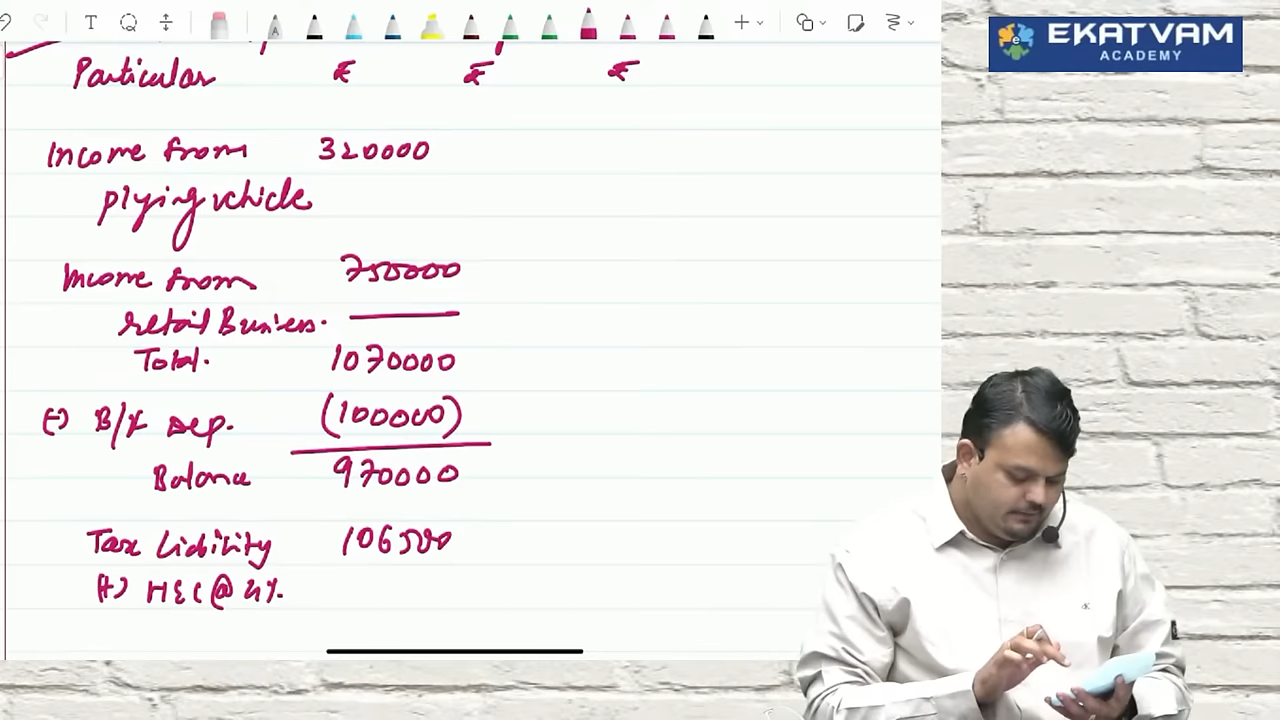 EKATVAM
ACADEMY
Particular ₹ ₹ ₹
Income from 320000
plying vehicle
Income from 750000
retail Business.
Total. 1070000
(-) B/f Dep. (100000)
Balance 970000
Tax Liability 106500
(+) HEC @ 4%.